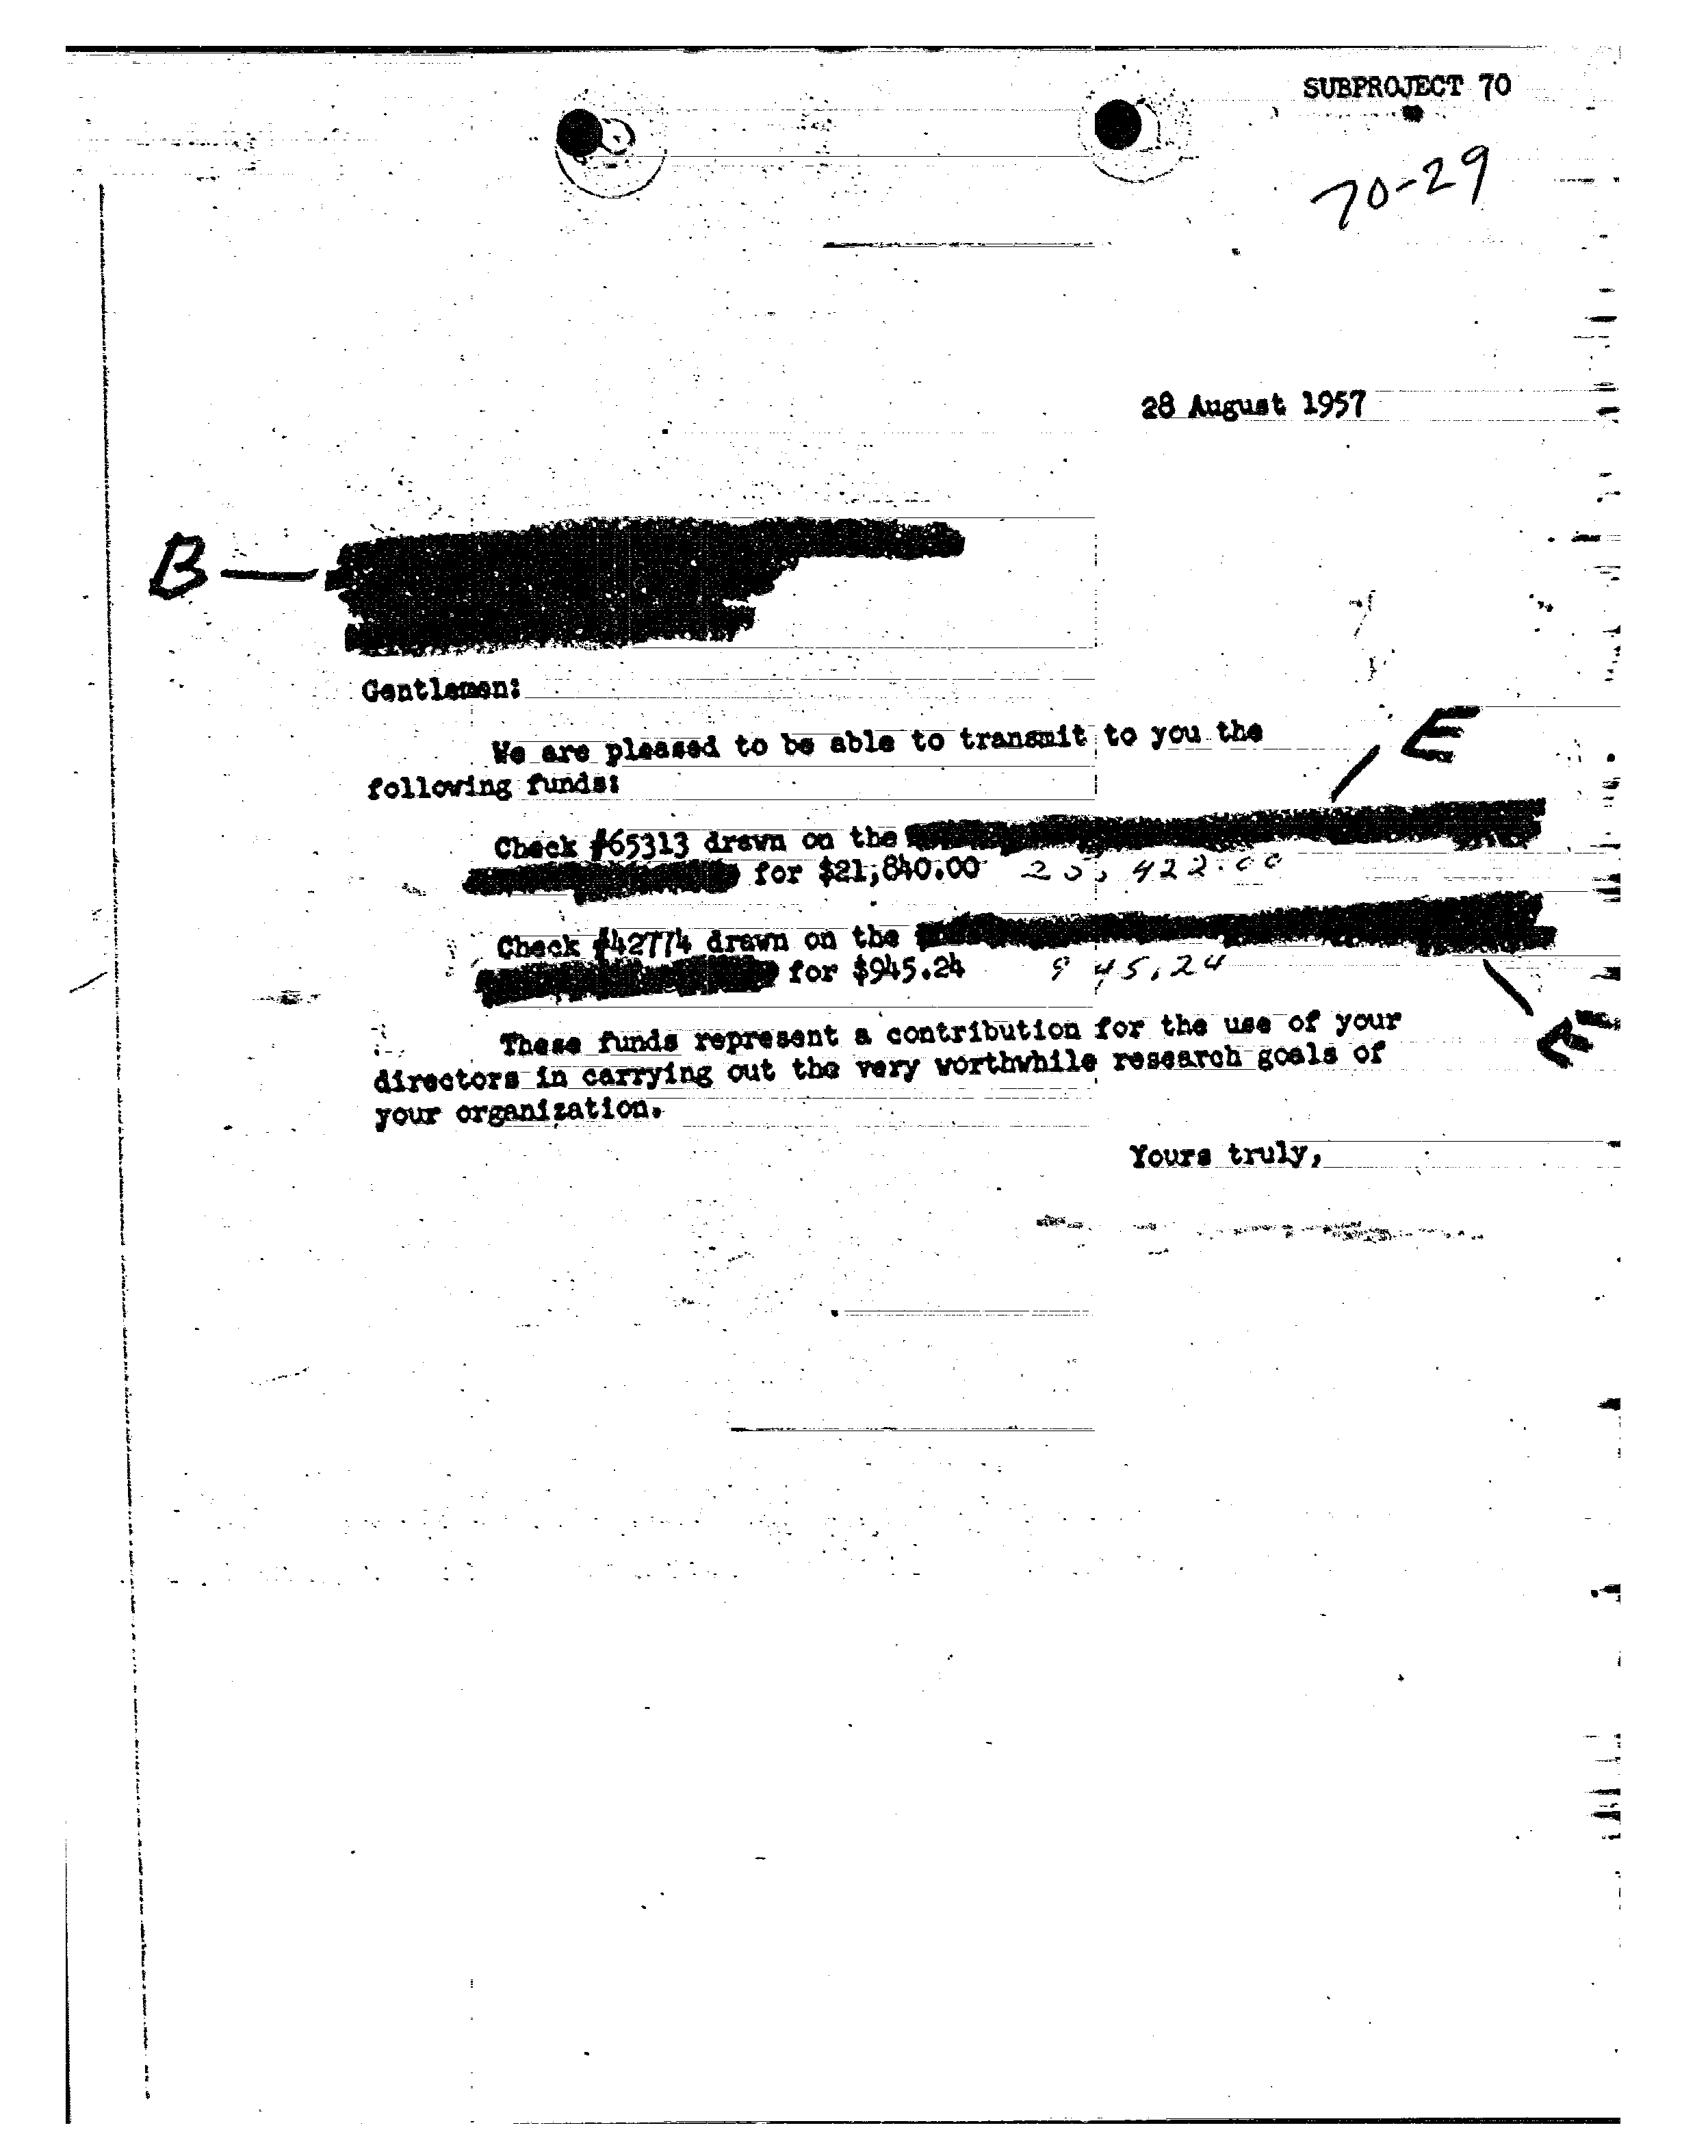 SUBPROJECT 70
70-29
28 August 1957
B
Gentlemen:
We are pleased to be able to transmit to you the
following funds:
E
Check #65313 drawn on the
for $21,840.00 25,422.00
Check #42774 drawn on the
for $945.24 945.24
E
These funds represent a contribution for the use of your
directors in carrying out the very worthwhile research goals of
your organization.
Yours truly,